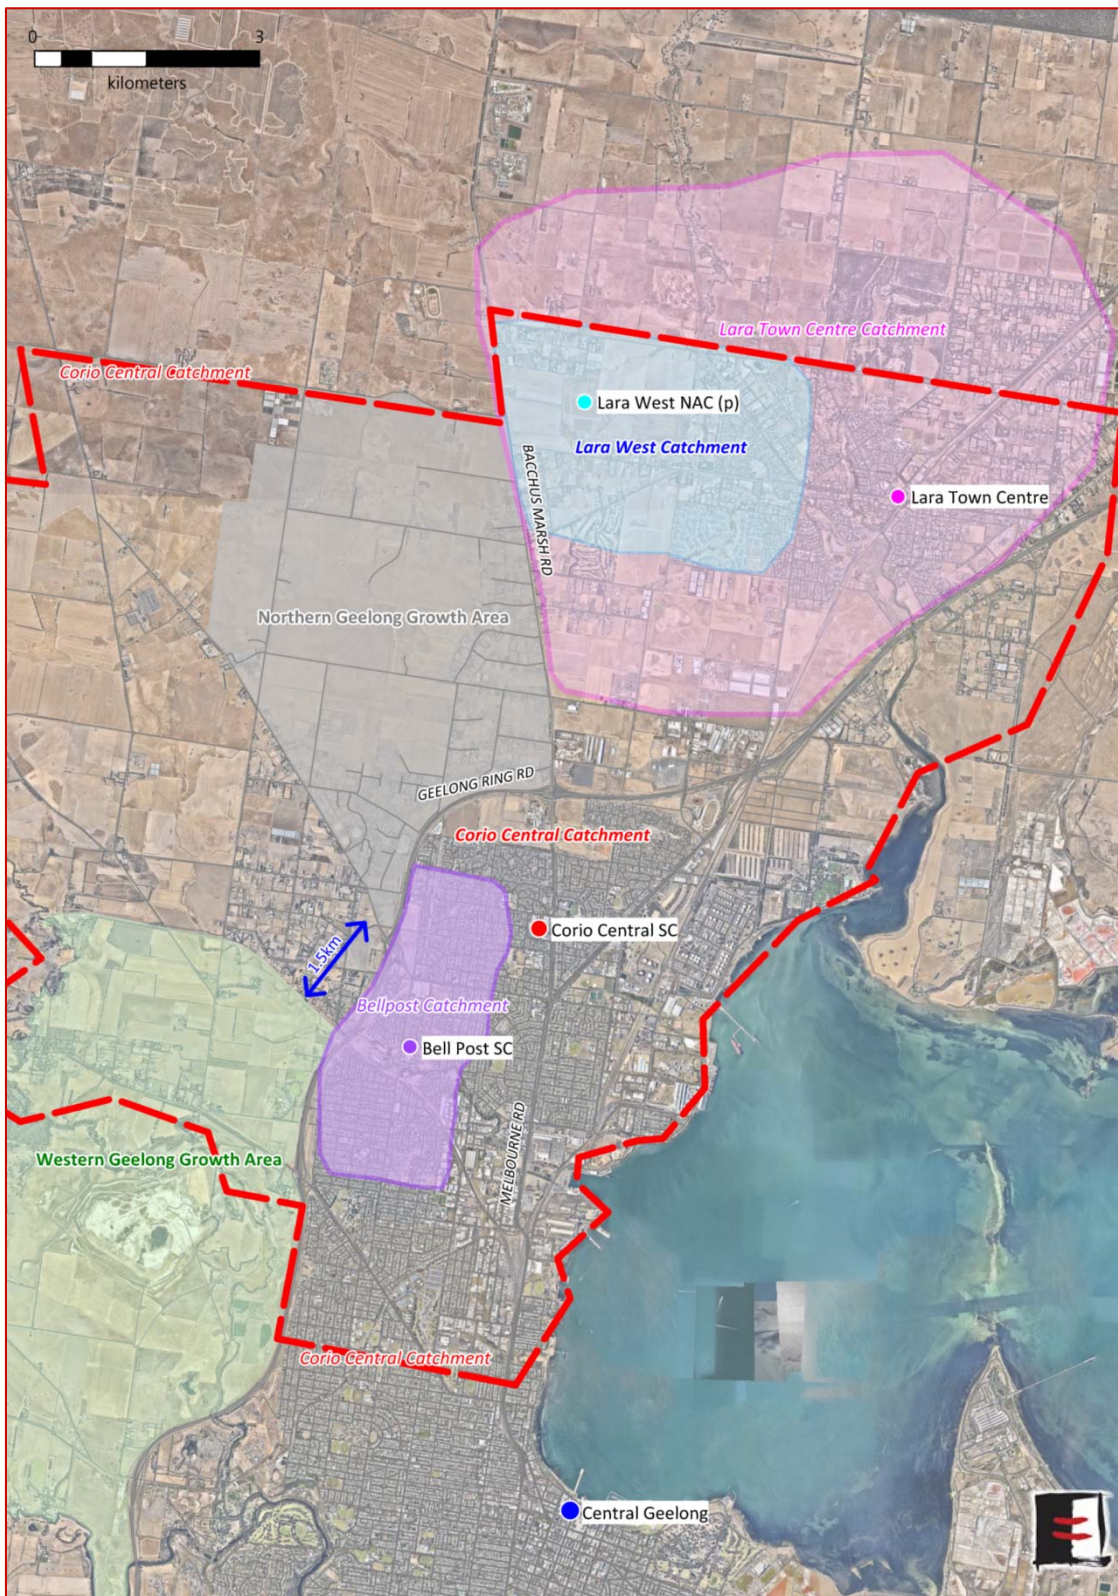 0 3
kilometers
Lara Town Centre Catchment
Corio Central Catchment
Lara West NAC (p)
Lara West Catchment
BACCHUS MARSH RD
Lara Town Centre
Northern Geelong Growth Area
GEELONG RING RD
Corio Central Catchment
Corio Central SC
1.5km
Bellpost Catchment
Bell Post SC
MELBOURNE RD
Western Geelong Growth Area
Corio Central Catchment
Central Geelong